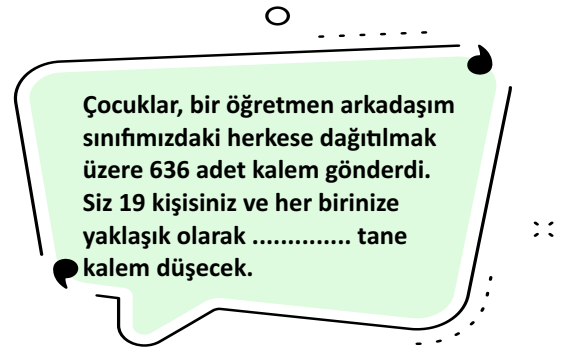 Çocuklar, bir öğretmen arkadaşım
sınıfımızdaki herkese dağıtılmak
üzere 636 adet kalem gönderdi.
Siz 19 kişisiniz ve her birinize
yaklaşık olarak .............. tane
kalem düşecek.